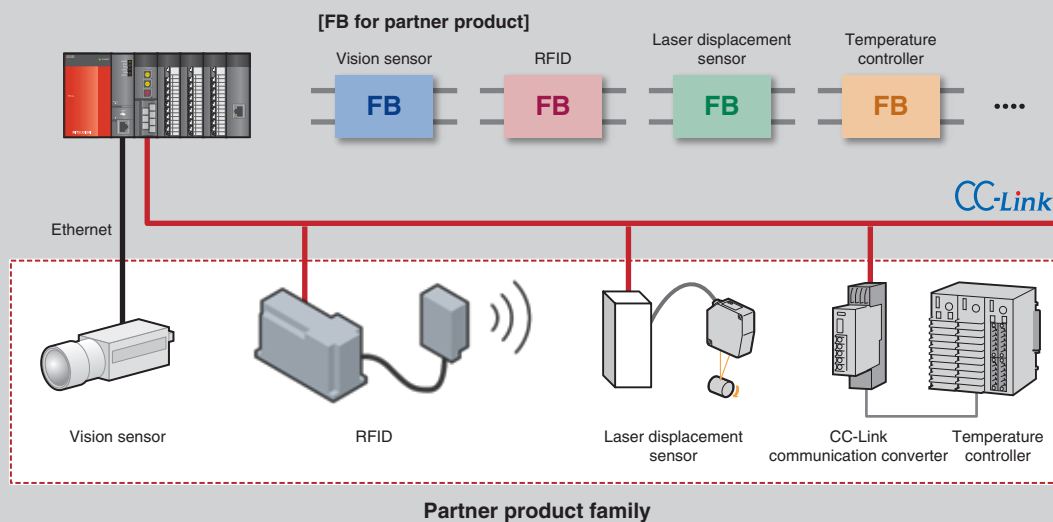 [FB for partner product]
Vision sensor
RFID
Laser displacement
sensor
Temperature
controller
FB
FB
FB
FB
••••
CC-Link
Ethernet
Vision sensor
RFID
Laser displacement
sensor
CC-Link
communication converter
Temperature
controller
Partner product family